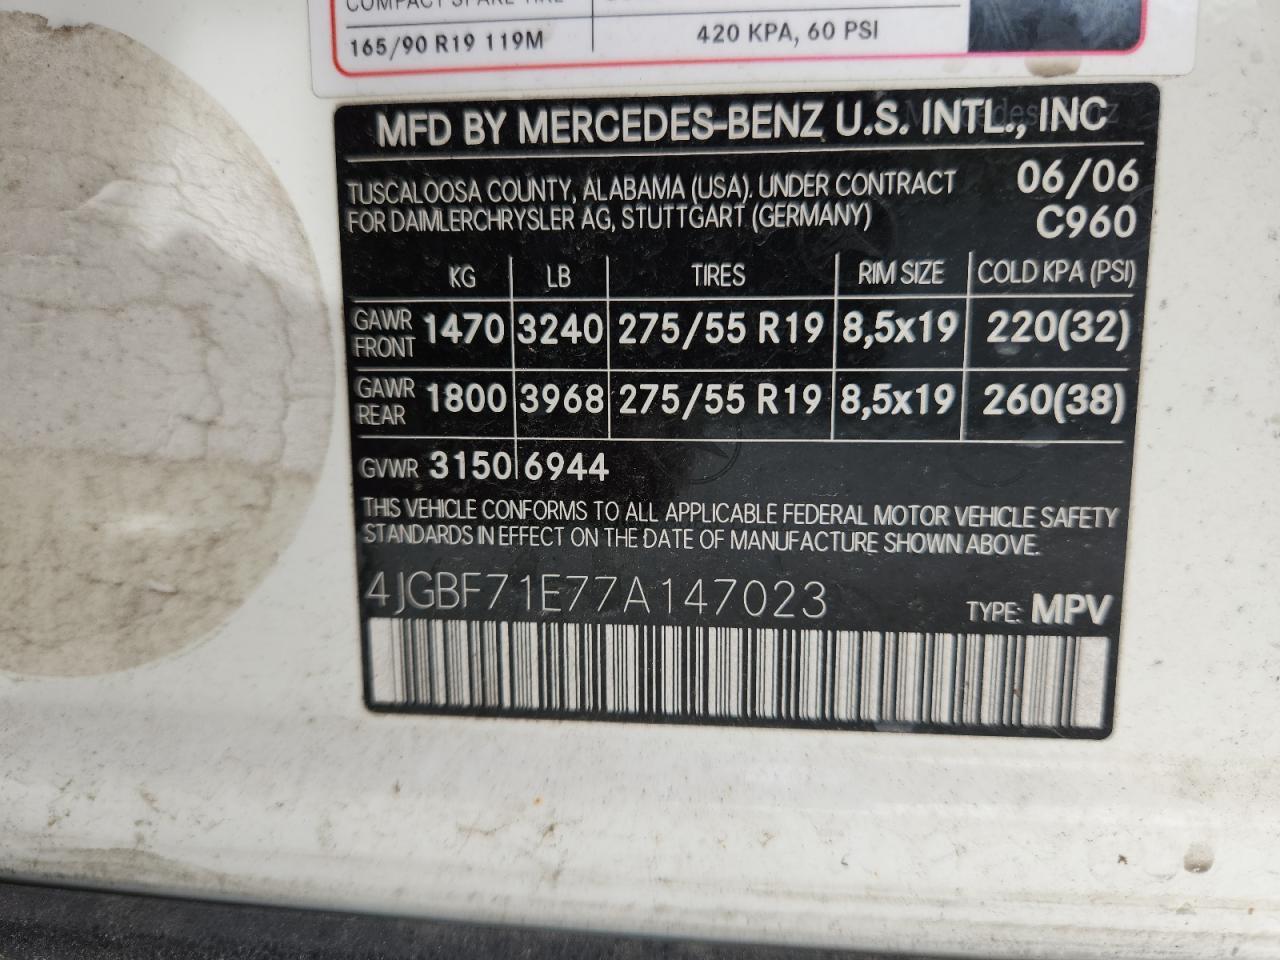 165/90 R19 119M 420 KPA, 60 PSI
MFD BY MERCEDES-BENZ U.S. INTL., INC
TUSCALOOSA COUNTY, ALABAMA (USA). UNDER CONTRACT 06/06
FOR DAIMLERCHRYSLER AG, STUTTGART (GERMANY) C960
KG LB TIRES RIM SIZE COLD KPA (PSI)
GAWR FRONT 1470 3240 275/55 R19 8,5x19 220(32)
GAWR REAR 1800 3968 275/55 R19 8,5x19 260(38)
GVWR 3150 6944
THIS VEHICLE CONFORMS TO ALL APPLICABLE FEDERAL MOTOR VEHICLE SAFETY
STANDARDS IN EFFECT ON THE DATE OF MANUFACTURE SHOWN ABOVE.
4JGBF71E77A147023 TYPE: MPV